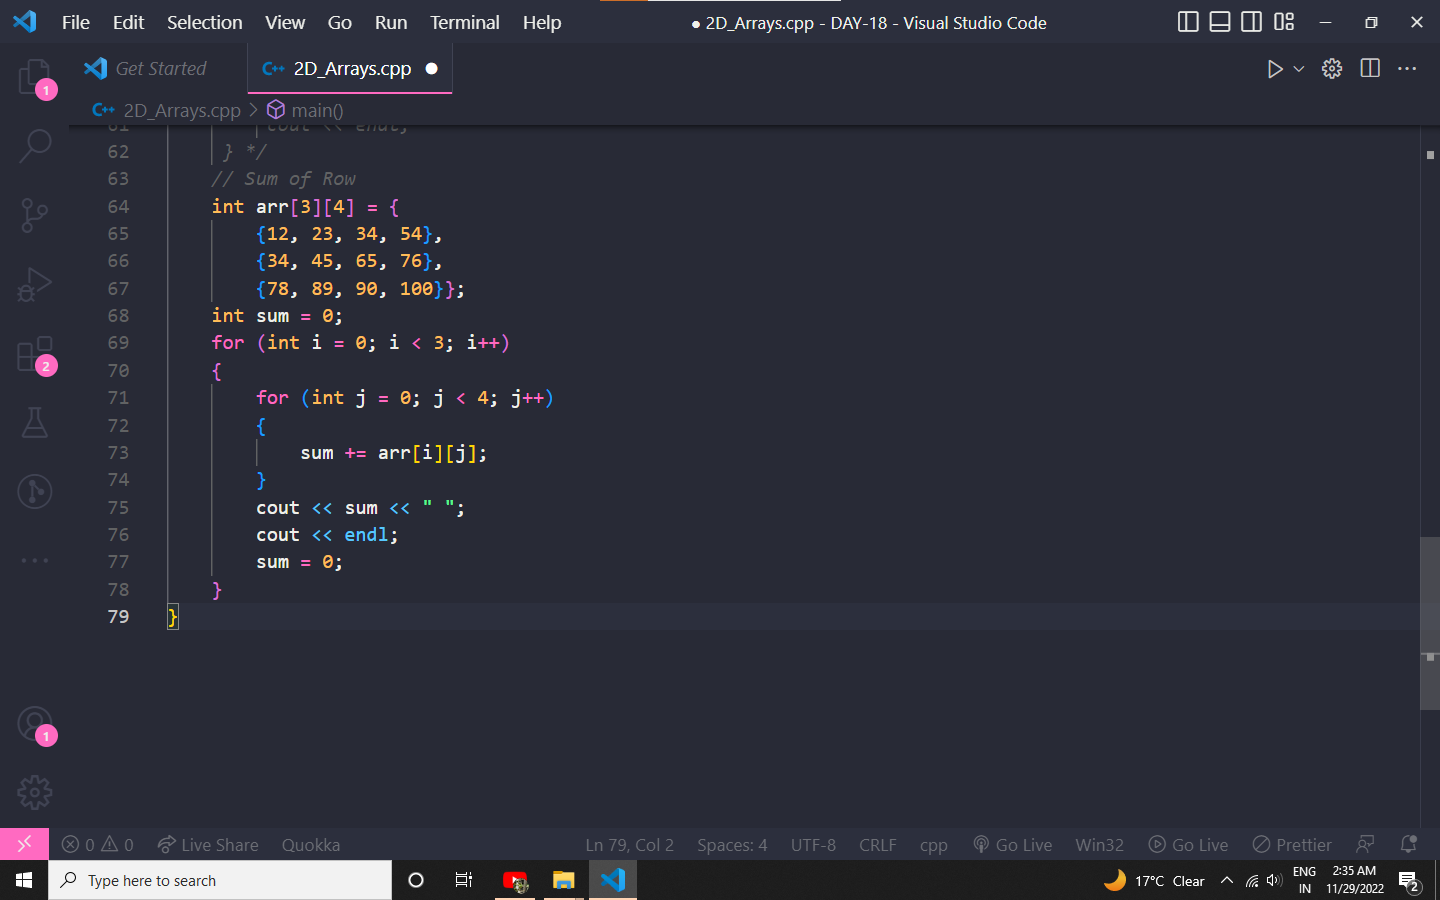 File Edit Selection View Go Run Terminal Help
● 2D_Arrays.cpp - DAY-18 - Visual Studio Code
Get Started
C++ 2D_Arrays.cpp ●
C++ 2D_Arrays.cpp > main()
61 cout << endl;
62 } */
63 // Sum of Row
64 int arr[3][4] = {
65 {12, 23, 34, 54},
66 {34, 45, 65, 76},
67 {78, 89, 90, 100}};
68 int sum = 0;
69 for (int i = 0; i < 3; i++)
70 {
71 for (int j = 0; j < 4; j++)
72 {
73 sum += arr[i][j];
74 }
75 cout << sum << " ";
76 cout << endl;
77 sum = 0;
78 }
79 }
1
2
1
0 0 Live Share Quokka Ln 79, Col 2 Spaces: 4 UTF-8 CRLF cpp Go Live Win32 Go Live Prettier
Type here to search
17°C Clear
ENG
IN
2:35 AM
11/29/2022
2